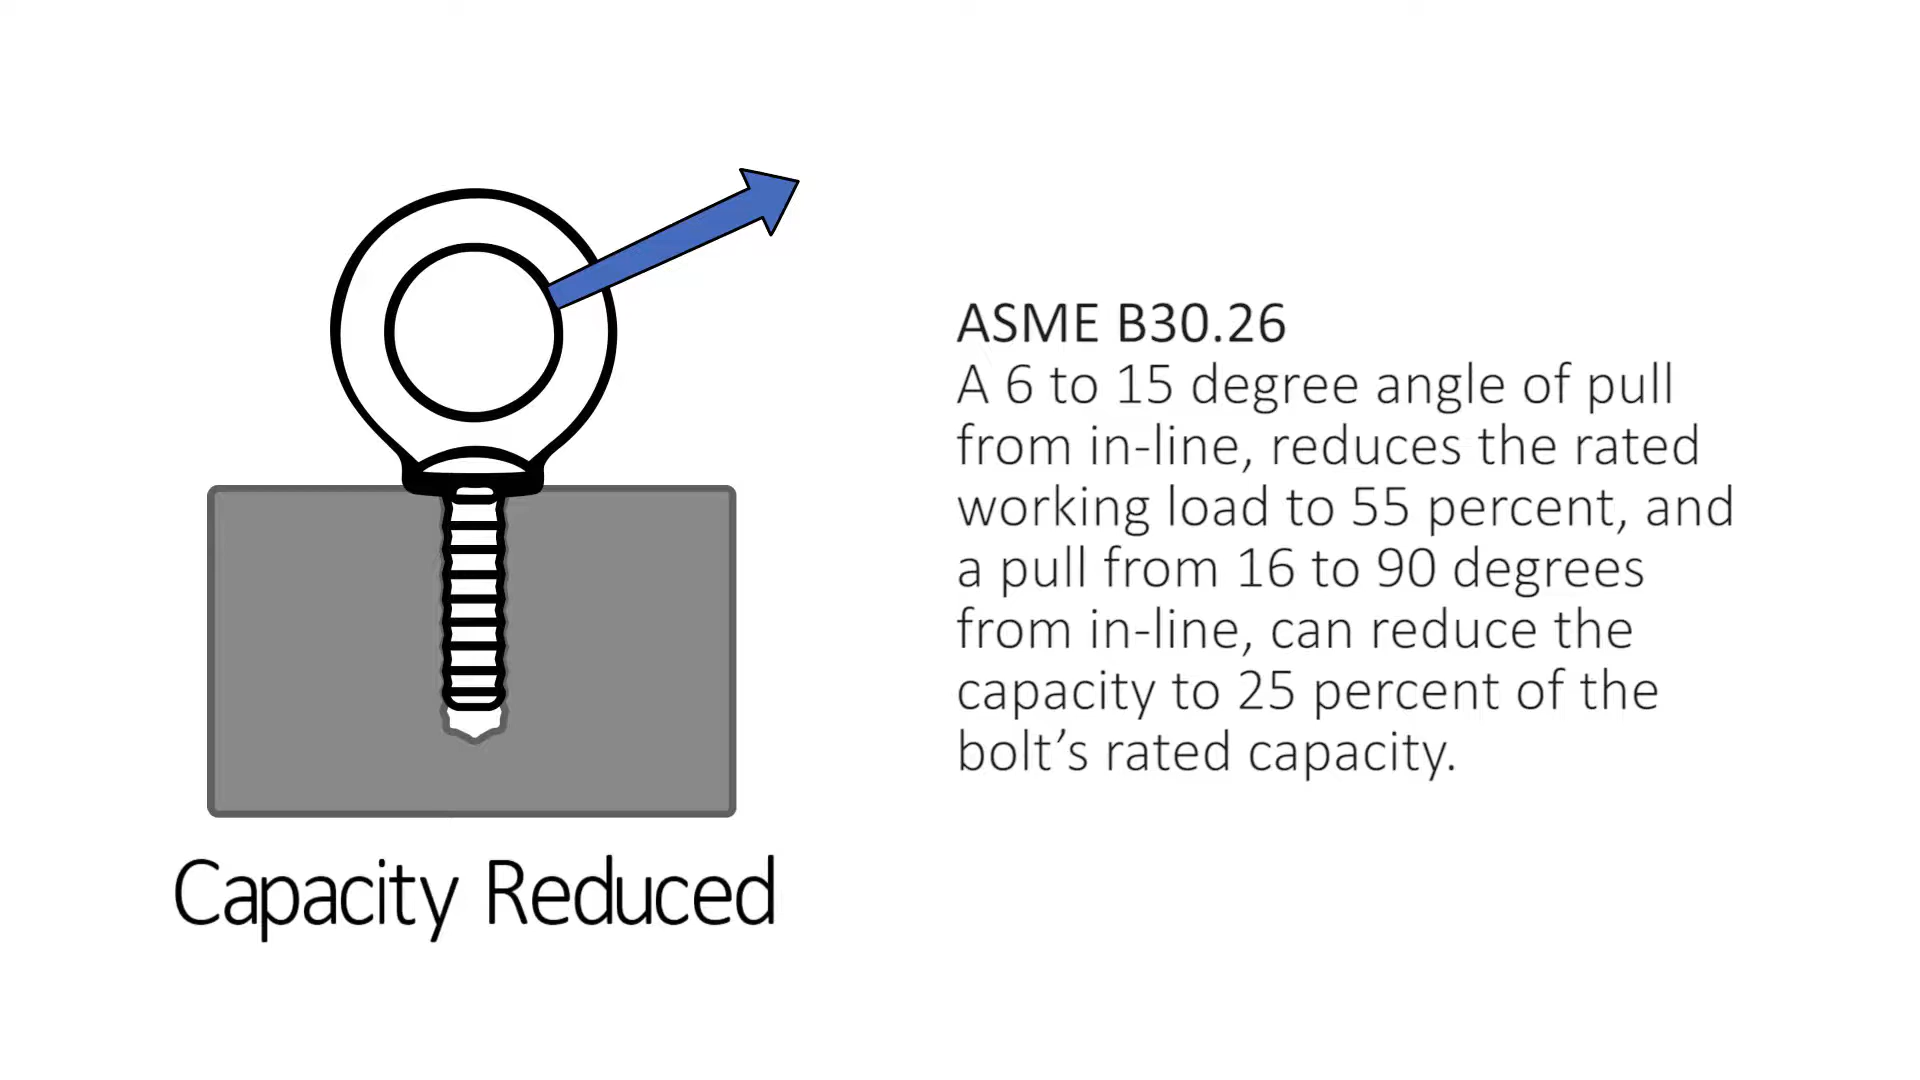 ASME B30.26
A 6 to 15 degree angle of pull
from in-line, reduces the rated
working load to 55 percent, and
a pull from 16 to 90 degrees
from in-line, can reduce the
capacity to 25 percent of the
bolt’s rated capacity.
Capacity Reduced